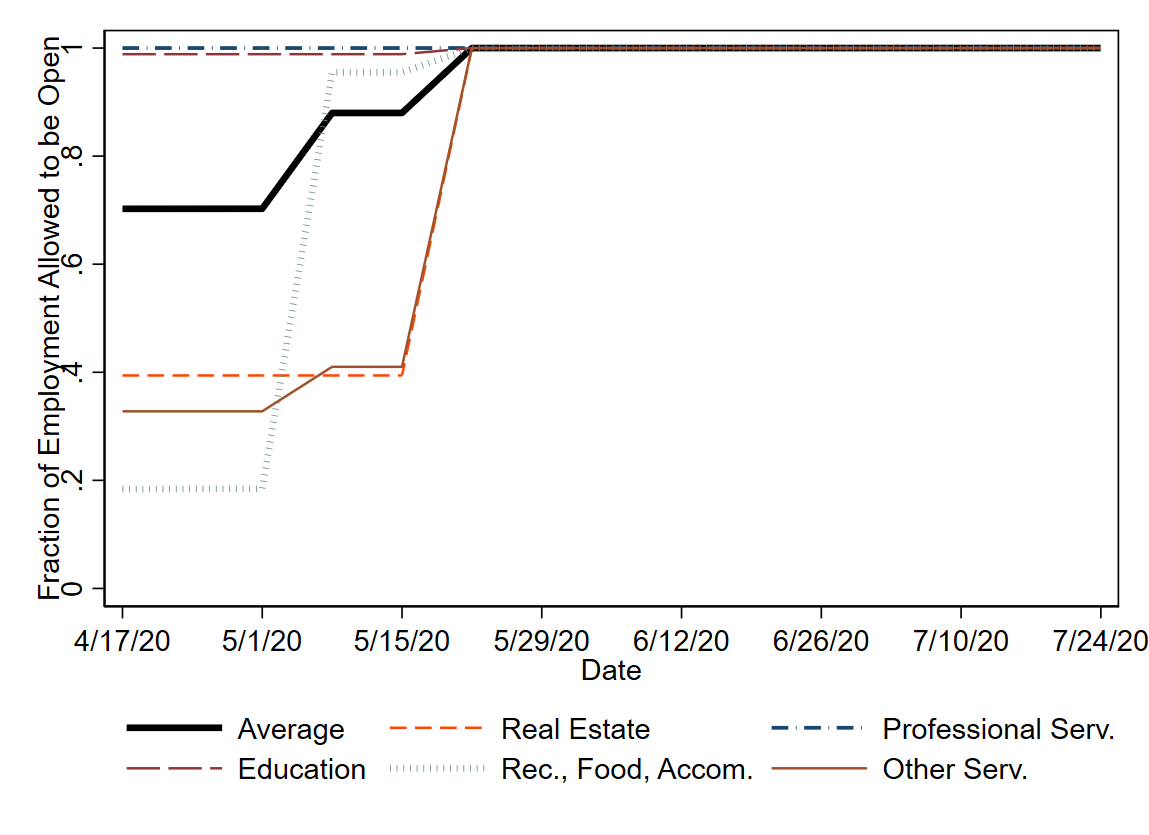 Fraction of Employment Allowed to be Open
1
.8
.6
.4
.2
0
4/17/20 5/1/20 5/15/20 5/29/20 6/12/20 6/26/20 7/10/20 7/24/20
Date
Average Real Estate Professional Serv.
Education Rec., Food, Accom. Other Serv.